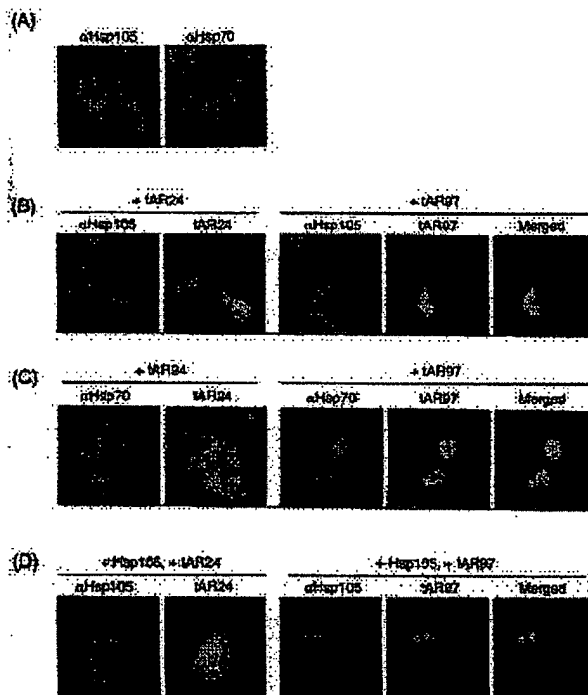 (A)
αHsp105 αHsp70
(B)
+ tAR24 + tAR97
αHsp105 tAR24 αHsp105 tAR97 Merged
(C)
+ tAR24 + tAR97
αHsp70 tAR24 αHsp70 tAR97 Merged
(D)
+ Hsp105, + tAR24 + Hsp105, + tAR97
αHsp105 tAR24 αHsp105 tAR97 Merged